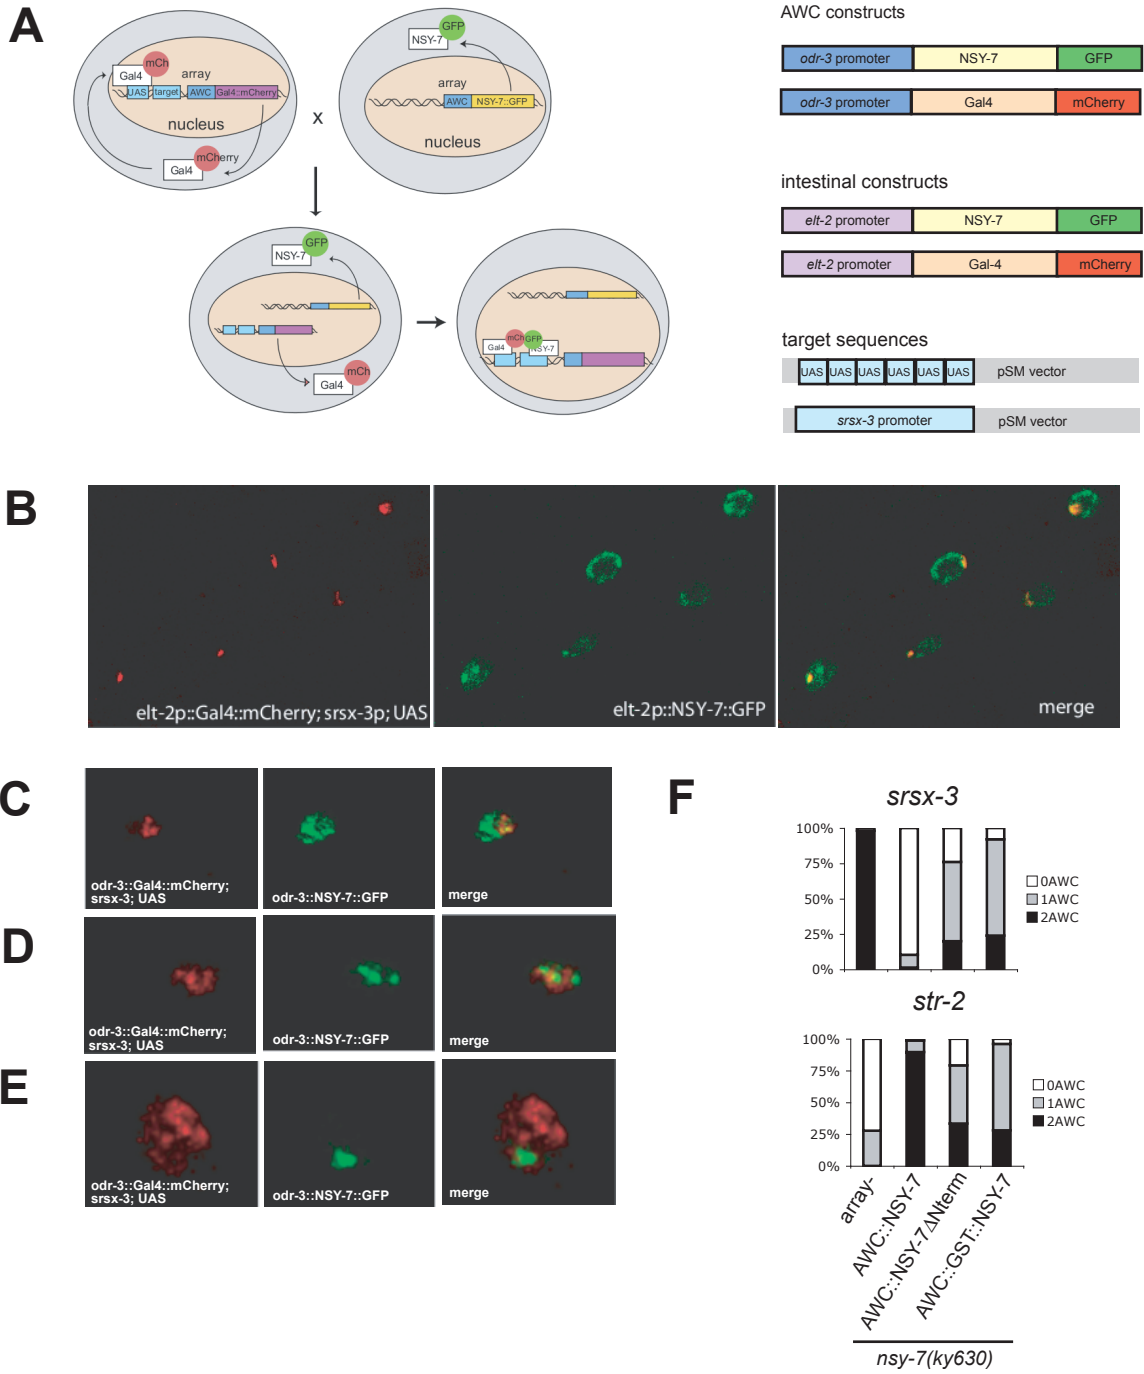 A
GFP
NSY-7
mCh
Gal4
array
UAS
target
AWC
Gal4::mCherry
nucleus
mCherry
Gal4
x
array
AWC
NSY-7::GFP
nucleus
GFP
NSY-7
mCh
Gal4
mCh
GFP
Gal4
NSY-7
AWC constructs
odr-3 promoter NSY-7 GFP
odr-3 promoter Gal4 mCherry
intestinal constructs
elt-2 promoter NSY-7 GFP
elt-2 promoter Gal-4 mCherry
target sequences
UAS UAS UAS UAS UAS UAS pSM vector
srsx-3 promoter pSM vector
B
elt-2p::Gal4::mCherry; srsx-3p; UAS
elt-2p::NSY-7::GFP
merge
C
odr-3::Gal4::mCherry;
srsx-3; UAS
odr-3::NSY-7::GFP
merge
D
odr-3::Gal4::mCherry;
srsx-3; UAS
odr-3::NSY-7::GFP
merge
E
odr-3::Gal4::mCherry;
srsx-3; UAS
odr-3::NSY-7::GFP
merge
F
srsx-3
100%
75%
50%
25%
0%
0AWC
1AWC
2AWC
str-2
100%
75%
50%
25%
0%
0AWC
1AWC
2AWC
array-
AWC::NSY-7
AWC::NSY-7ΔNterm
AWC::GST::NSY-7
nsy-7(ky630)